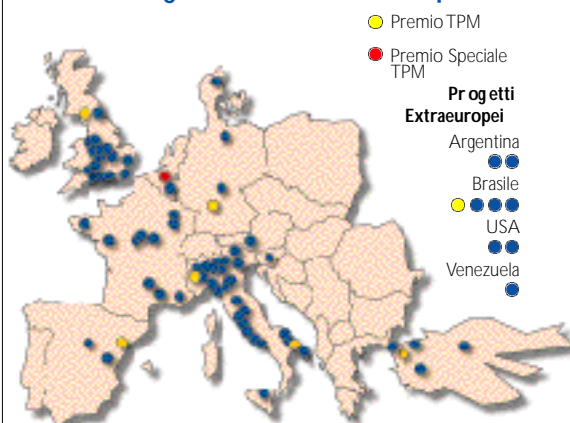 Premio TPM
Premio Speciale
TPM
Progetti
Extraeuropei
Argentina
Brasile
USA
Venezuela